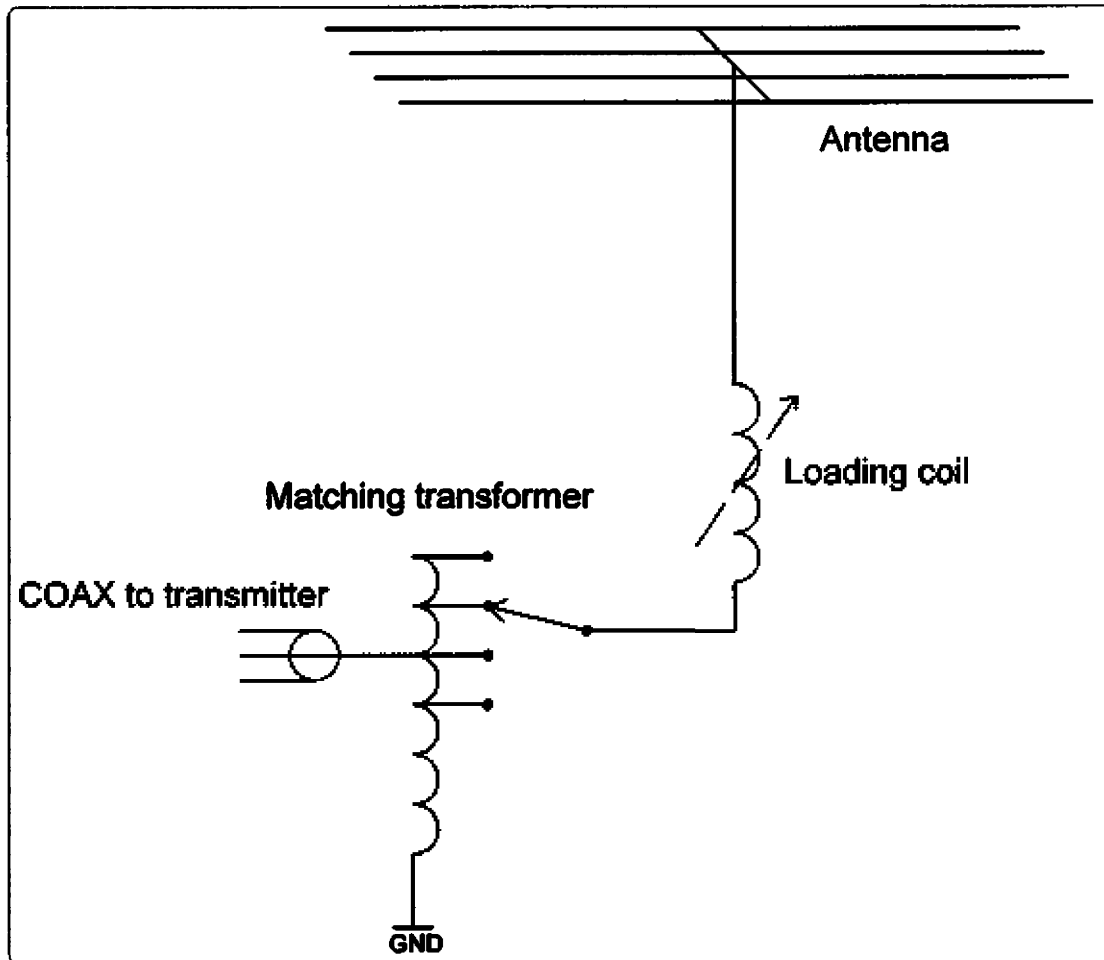 Antenna
Loading coil
Matching transformer
COAX to transmitter
GND